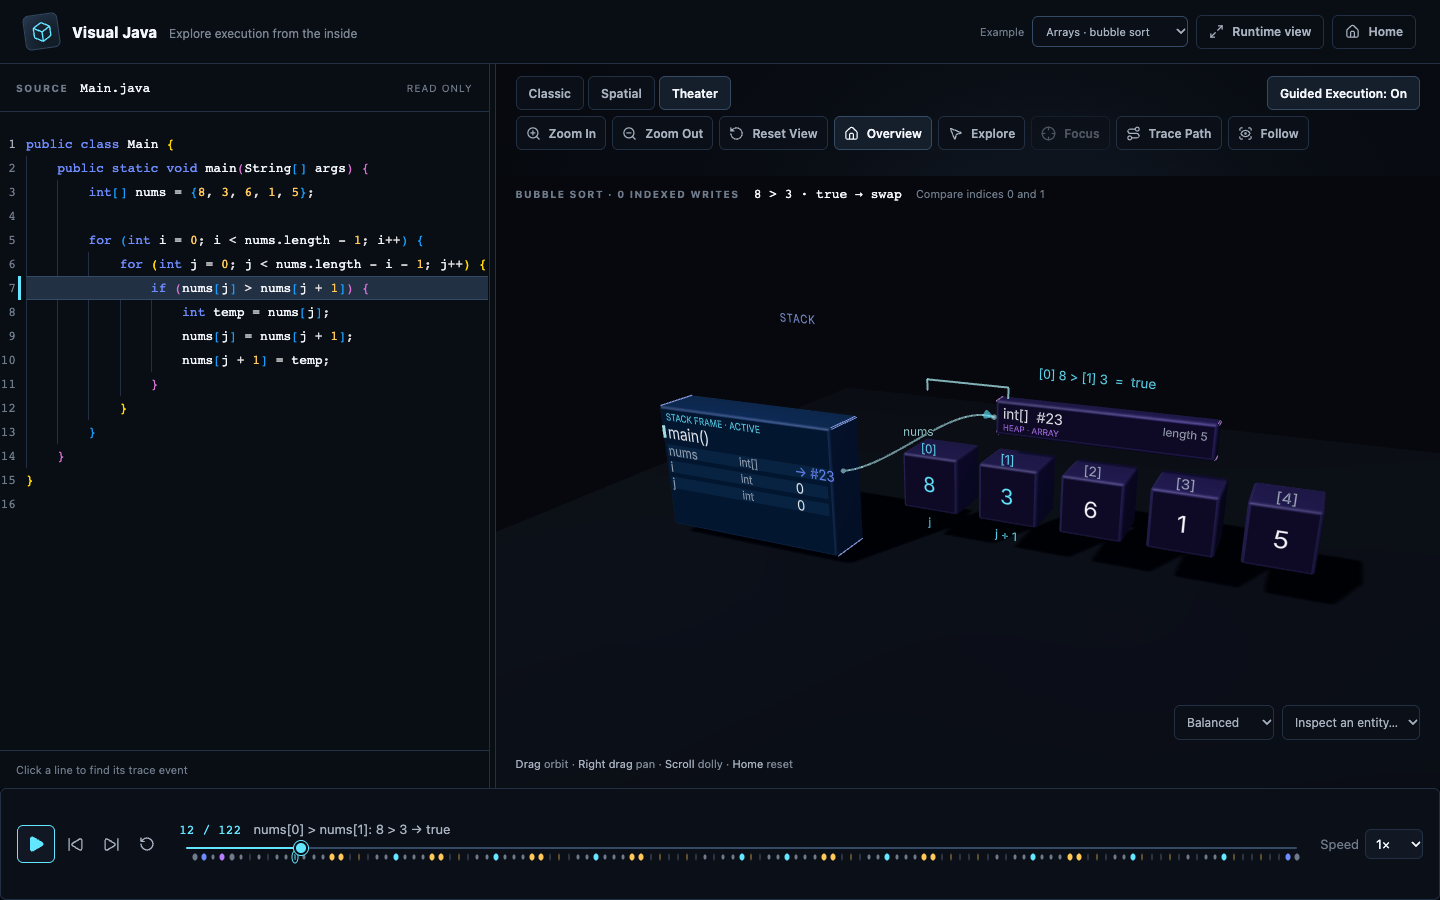 Visual Java Explore execution from the inside
Example Arrays · bubble sort Runtime view Home
SOURCE Main.java READ ONLY
1 public class Main {
2 public static void main(String[] args) {
3 int[] nums = {8, 3, 6, 1, 5};
4
5 for (int i = 0; i < nums.length - 1; i++) {
6 for (int j = 0; j < nums.length - i - 1; j++) {
7 if (nums[j] > nums[j + 1]) {
8 int temp = nums[j];
9 nums[j] = nums[j + 1];
10 nums[j + 1] = temp;
11 }
12 }
13 }
14 }
15 }
16
Click a line to find its trace event
Classic Spatial Theater Guided Execution: On
Zoom In Zoom Out Reset View Overview Explore Focus Trace Path Follow
BUBBLE SORT · 0 INDEXED WRITES 8 > 3 · true → swap Compare indices 0 and 1
STACK
[0] 8 > [1] 3 = true
STACK FRAME · ACTIVE
main()
nums int[] → #23
i int 0
j int 0
nums
int[] #23
HEAP · ARRAY
length 5
[0] [1] [2] [3] [4]
8 3 6 1 5
j j + 1
Balanced Inspect an entity...
Drag orbit · Right drag pan · Scroll dolly · Home reset
12 / 122 nums[0] > nums[1]: 8 > 3 → true
Speed 1×